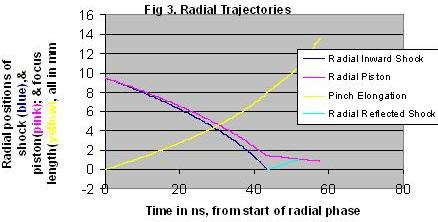 Fig 3. Radial Trajectories
Radial positions of
shock (blue),&
piston(pink); & focus
length(yellow), all in mm
16
14
12
10
8
6
4
2
0
-2
0
20
40
60
80
Radial Inward Shock
Radial Piston
Pinch Elongation
Radial Reflected Shock
Time in ns, from start of radial phase